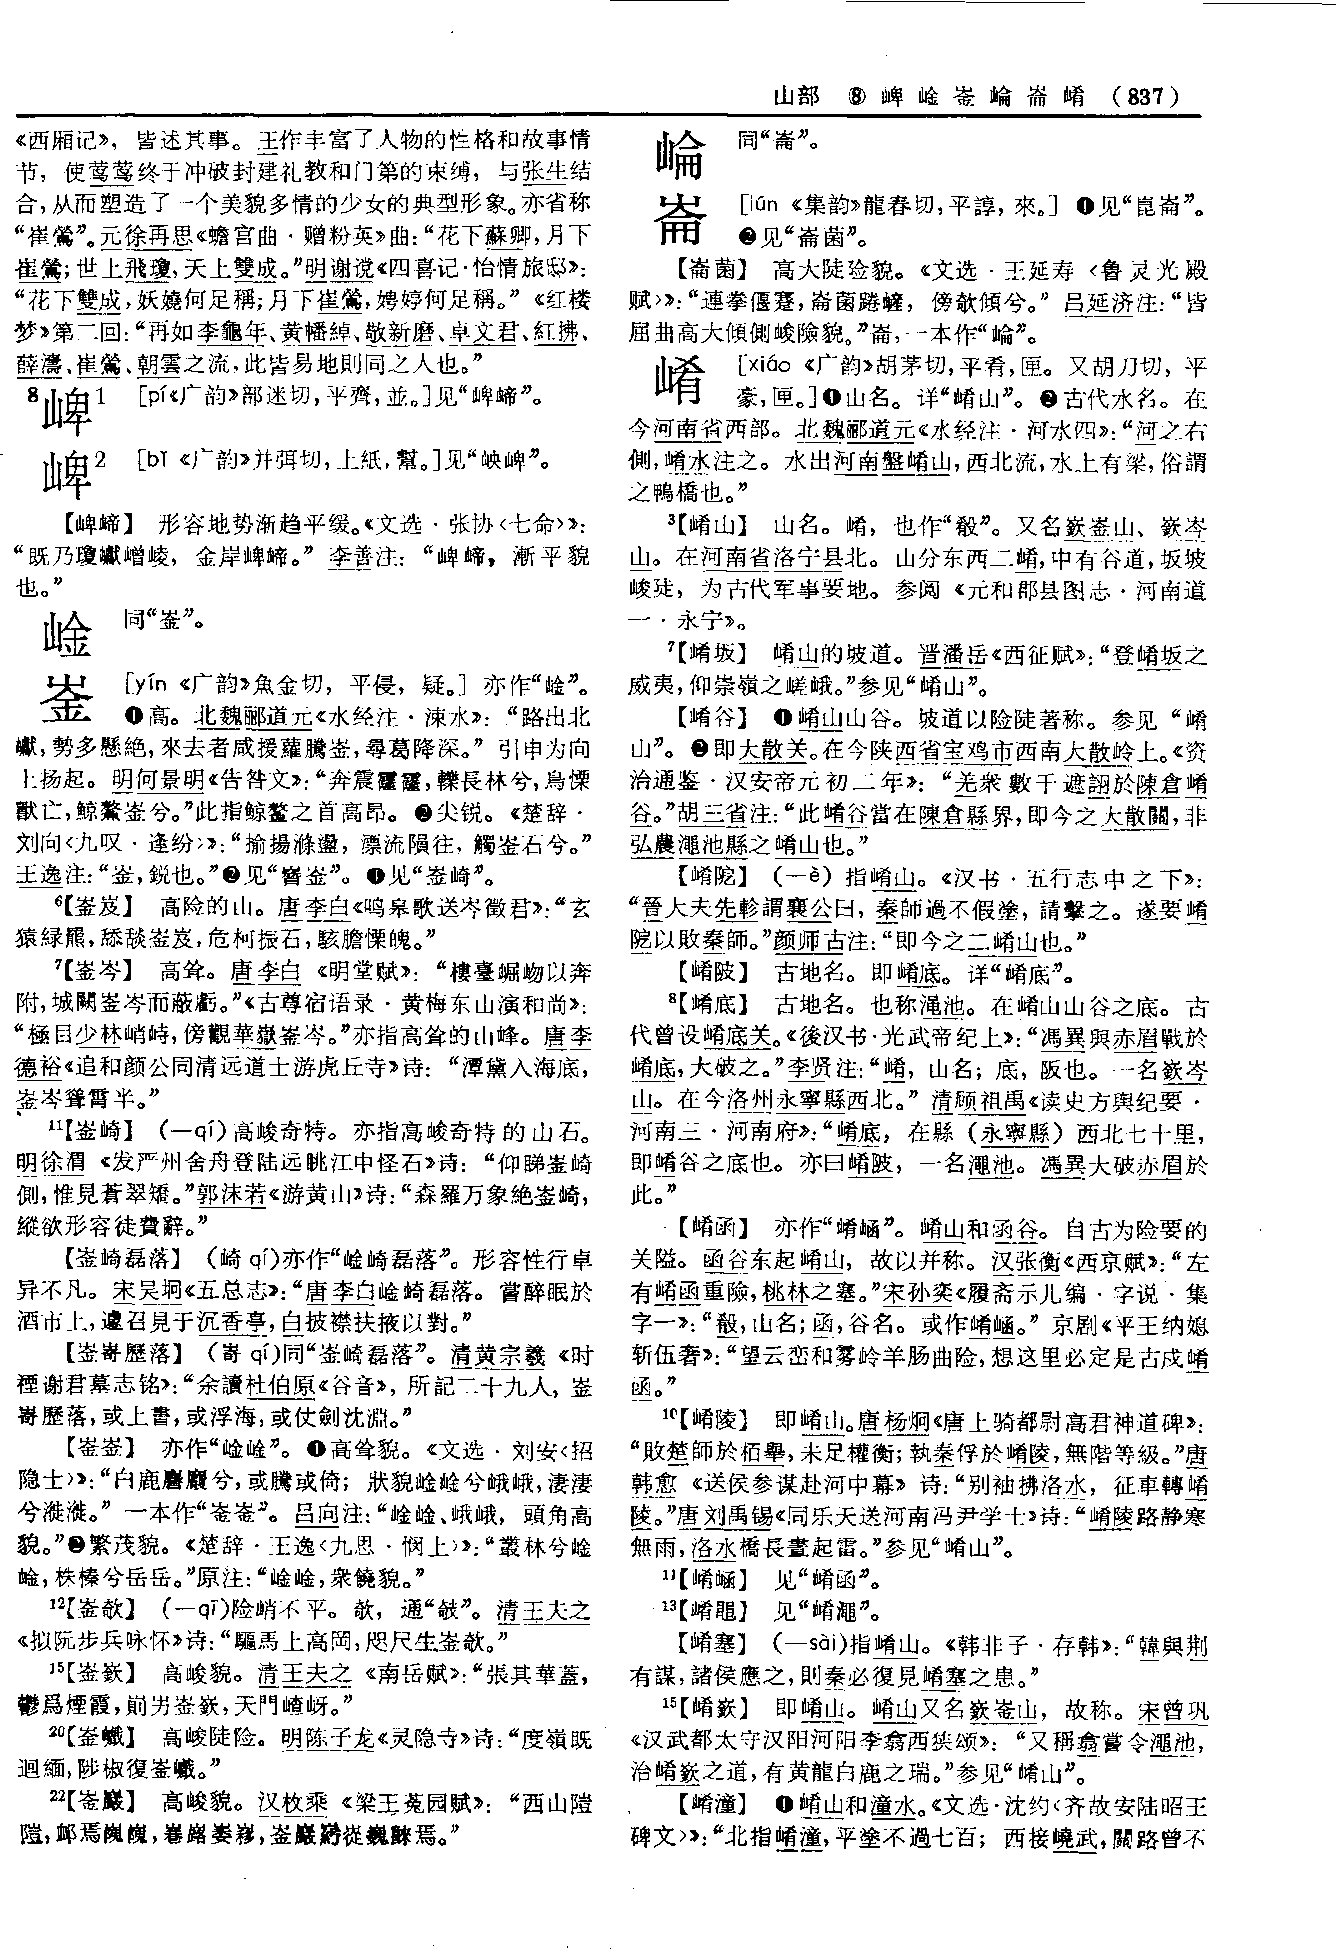 山部 ⑧ 崥 崯 崟 崘 崙 崤 (837)
《西厢记》，皆述其事。王作丰富了人物的性格和故事情
节，使莺莺终于冲破封建礼教和门第的束缚，与张生结
合，从而塑造了一个美貌多情的少女的典型形象。亦省称
“崔鶯”。元徐再思《蟾宫曲·赠粉英》曲：“花下蘇卿，月下
崔鶯；世上飛瓊，天上雙成。”明谢谠《四喜记·怡情旅邸》：
“花下雙成，妖嬈何足稱；月下崔鶯，娉婷何足稱。”《红楼
梦》第二回：“再如李龜年、黄幡綽、敬新磨、卓文君、紅拂、
薛濤、崔鶯、朝雲之流，此皆易地則同之人也。”
8崥1 [pí《广韵》部迷切，平齊，並。]见“崥崹”。
崥2 [bǐ《广韵》并弭切，上紙，幫。]见“岟崥”。
【崥崹】 形容地势渐趋平缓。《文选·张协〈七命〉》：
“既乃瓊巘嶒崚，金岸崥崹。”李善注：“崥崹，漸平貌
也。”
崯 同“崟”。
崟 [yín《广韵》魚金切，平侵，疑。]亦作“崯”。
❶高。北魏酈道元《水经注·涑水》：“路出北
巘，勢多懸絶，來去者咸援蘿騰崟，尋葛降深。”引申为向
上扬起。明何景明《告咎文》：“奔震靐靐，轢長林兮，鳥慄
獸亡，鯨鰲崟兮。”此指鲸鳌之首高昂。❷尖锐。《楚辞·
刘向〈九叹·逢纷〉》：“揄揚滌盪，漂流隕往，觸崟石兮。”
王逸注：“崟，鋭也。”❸见“嶜崟”。❹见“崟崎”。
6【崟岌】 高险的山。唐李白《鸣皋歌送岑徵君》：“玄
猿緑羆，舔舕崟岌，危柯振石，駭膽慄魄。”
7【崟岑】 高耸。唐李白《明堂赋》：“樓臺崛岉以奔
附，城闕崟岑而蔽虧。”《古尊宿语录·黄梅东山演和尚》：
“極目少林峭峙，傍觀華嶽崟岑。”亦指高耸的山峰。唐李
德裕《追和颜公同清远道士游虎丘寺》诗：“潭黛入海底，
崟岑聳霄半。”
11【崟崎】 （—qí）高峻奇特。亦指高峻奇特的山石。
明徐渭《发严州舍舟登陆远眺江中怪石》诗：“仰睇崟崎
側，惟見蒼翠矯。”郭沫若《游黄山》诗：“森羅万象絶崟崎，
縱欲形容徒費辭。”
【崟崎磊落】 （崎 qí）亦作“崯崎磊落”。形容性行卓
异不凡。宋吴坰《五总志》：“唐李白崯崎磊落。嘗醉眠於
酒市上，遽召見于沉香亭，白披襟扶掖以對。”
【崟嵜歷落】 （嵜 qí）同“崟崎磊落”。清黄宗羲《时
禋谢君墓志铭》：“余讀杜伯原《谷音》，所記二十九人，崟
嵜歷落，或上書，或浮海，或仗劍沈淵。”
【崟崟】 亦作“崯崯”。❶高耸貌。《文选·刘安〈招
隐士〉》：“白鹿麏麚兮，或騰或倚；狀貌崯崯兮峨峨，淒淒
兮漇漇。”一本作“崟崟”。吕向注：“崯崯、峨峨，頭角高
貌。”❷繁茂貌。《楚辞·王逸〈九思·悯上〉》：“叢林兮崯
崯，株榛兮岳岳。”原注：“崯崯，衆饒貌。”
12【崟欹】 （—qī）险峭不平。欹，通“攲”。清王夫之
《拟阮步兵咏怀》诗：“驅馬上高岡，咫尺生崟欹。”
15【崟嶔】 高峻貌。清王夫之《南岳赋》：“張其華蓋，
鬱爲煙霞，崱屶崟嶔，天門嵖岈。”
20【崟巇】 高峻陡险。明陈子龙《灵隐寺》诗：“度嶺既
迴緬，陟椒復崟巇。”
22【崟巖】 高峻貌。汉枚乘《梁王菟园赋》：“西山隑
隑，卹焉隗隗，崣崣，崟巖焉。”
崘 同“崙”。
崙 [lún《集韵》龍春切，平諄，來。]❶见“崑崙”。
❷见“崙菌”。
【崙菌】 高大陡险貌。《文选·王延寿〈鲁灵光殿
赋〉》：“連拳偃蹇，崙菌踡嵼，傍欹傾兮。”吕延济注：“皆
屈曲高大傾側峻險貌。”崙，一本作“崘”。
崤 [xiáo《广韵》胡茅切，平肴，匣。又胡刀切，平
豪，匣。]❶山名。详“崤山”。❷古代水名。在
今河南省西部。北魏酈道元《水经注·河水四》：“河之右
側，崤水注之。水出河南盤崤山，西北流，水上有梁，俗謂
之鴨橋也。”
3【崤山】 山名。崤，也作“殽”。又名嶔崟山、嶔岑
山。在河南省洛宁县北。山分东西二崤，中有谷道，坂坡
峻陡，为古代军事要地。参阅《元和郡县图志·河南道
一·永宁》。
7【崤坂】 崤山的坡道。晋潘岳《西征赋》：“登崤坂之
威夷，仰崇嶺之嵯峨。”参见“崤山”。
【崤谷】 ❶崤山山谷。坡道以险陡著称。参见“崤
山”。❷即大散关。在今陕西省宝鸡市西南大散岭上。《资
治通鉴·汉安帝元初二年》：“羌衆數千遮詡於陳倉崤
谷。”胡三省注：“此崤谷當在陳倉縣界，即今之大散關，非
弘農澠池縣之崤山也。”
【崤阸】 （—è）指崤山。《汉书·五行志中之下》：
“晉大夫先軫謂襄公曰，秦師過不假塗，請擊之。遂要崤
阸以敗秦師。”颜师古注：“即今之二崤山也。”
【崤陂】 古地名。即崤底。详“崤底”。
8【崤底】 古地名。也称渑池。在崤山山谷之底。古
代曾设崤底关。《後汉书·光武帝纪上》：“馮異與赤眉戰於
崤底，大破之。”李贤注：“崤，山名；底，阪也。一名嶔岑
山。在今洛州永寧縣西北。”清顾祖禹《读史方舆纪要·
河南三·河南府》：“崤底，在縣（永寧縣）西北七十里，
即崤谷之底也。亦曰崤陂，一名澠池。馮異大破赤眉於
此。”
【崤函】 亦作“崤崡”。崤山和函谷。自古为险要的
关隘。函谷东起崤山，故以并称。汉张衡《西京赋》：“左
有崤函重險，桃林之塞。”宋孙奕《履斋示儿编·字说·集
字一》：“殽，山名；函，谷名。或作崤崡。”京剧《平王纳媳
斩伍奢》：“望云峦和雾岭羊肠曲险，想这里必定是古戍崤
函。”
10【崤陵】 即崤山。唐杨炯《唐上骑都尉高君神道碑》：
“敗楚師於栢舉，未足權衡；執秦俘於崤陵，無階等級。”唐
韩愈《送侯参谋赴河中幕》诗：“别袖拂洛水，征車轉崤
陵。”唐刘禹锡《同乐天送河南冯尹学士》诗：“崤陵路静寒
無雨，洛水橋長晝起雷。”参见“崤山”。
11【崤崡】 见“崤函”。
13【崤黽】 见“崤澠”。
【崤塞】 （—sài）指崤山。《韩非子·存韩》：“韓與荆
有謀，諸侯應之，則秦必復見崤塞之患。”
15【崤嶔】 即崤山。崤山又名嶔崟山，故称。宋曾巩
《汉武都太守汉阳河阳李翕西狭颂》：“又稱翕嘗令澠池，
治崤嶔之道，有黄龍白鹿之瑞。”参见“崤山”。
【崤潼】 ❶崤山和潼水。《文选·沈约〈齐故安陆昭王
碑文〉》：“北指崤潼，平塗不過七百；西接嶢武，關路曾不